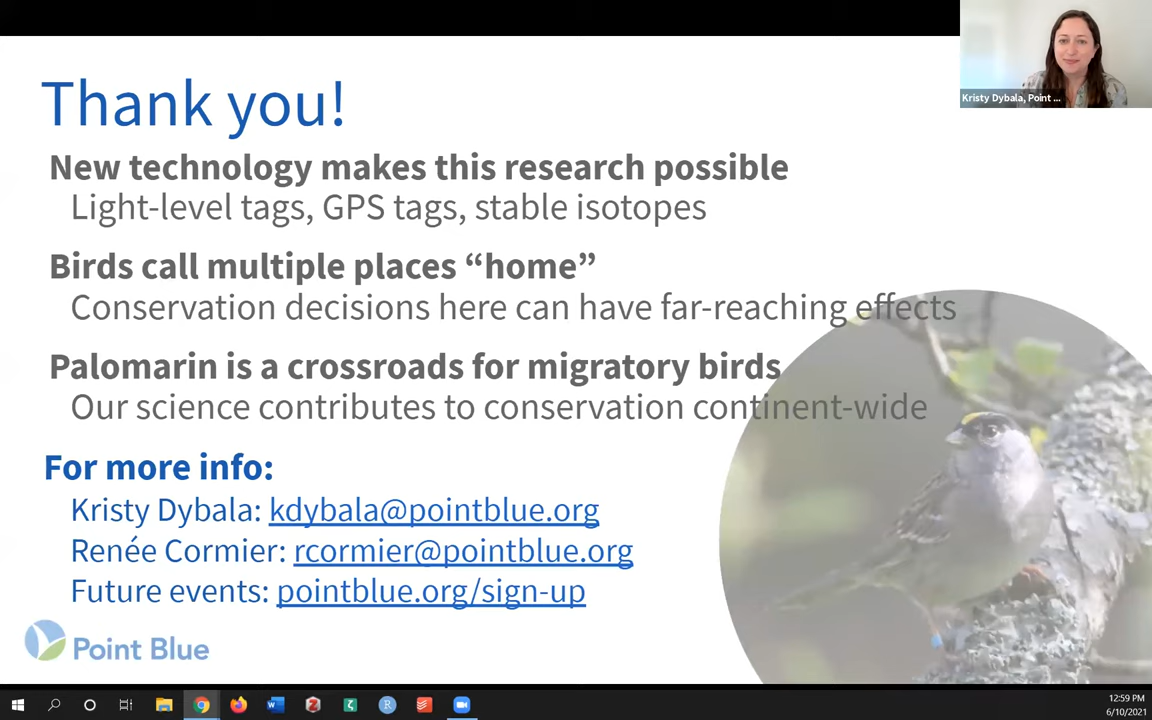 Thank you!
New technology makes this research possible
Light-level tags, GPS tags, stable isotopes
Birds call multiple places “home”
Conservation decisions here can have far-reaching effects
Palomarin is a crossroads for migratory birds
Our science contributes to conservation continent-wide
For more info:
Kristy Dybala: kdybala@pointblue.org
Renée Cormier: rcormier@pointblue.org
Future events: pointblue.org/sign-up
Point Blue
Kristy Dybala, Point ...
12:59 PM
6/10/2021